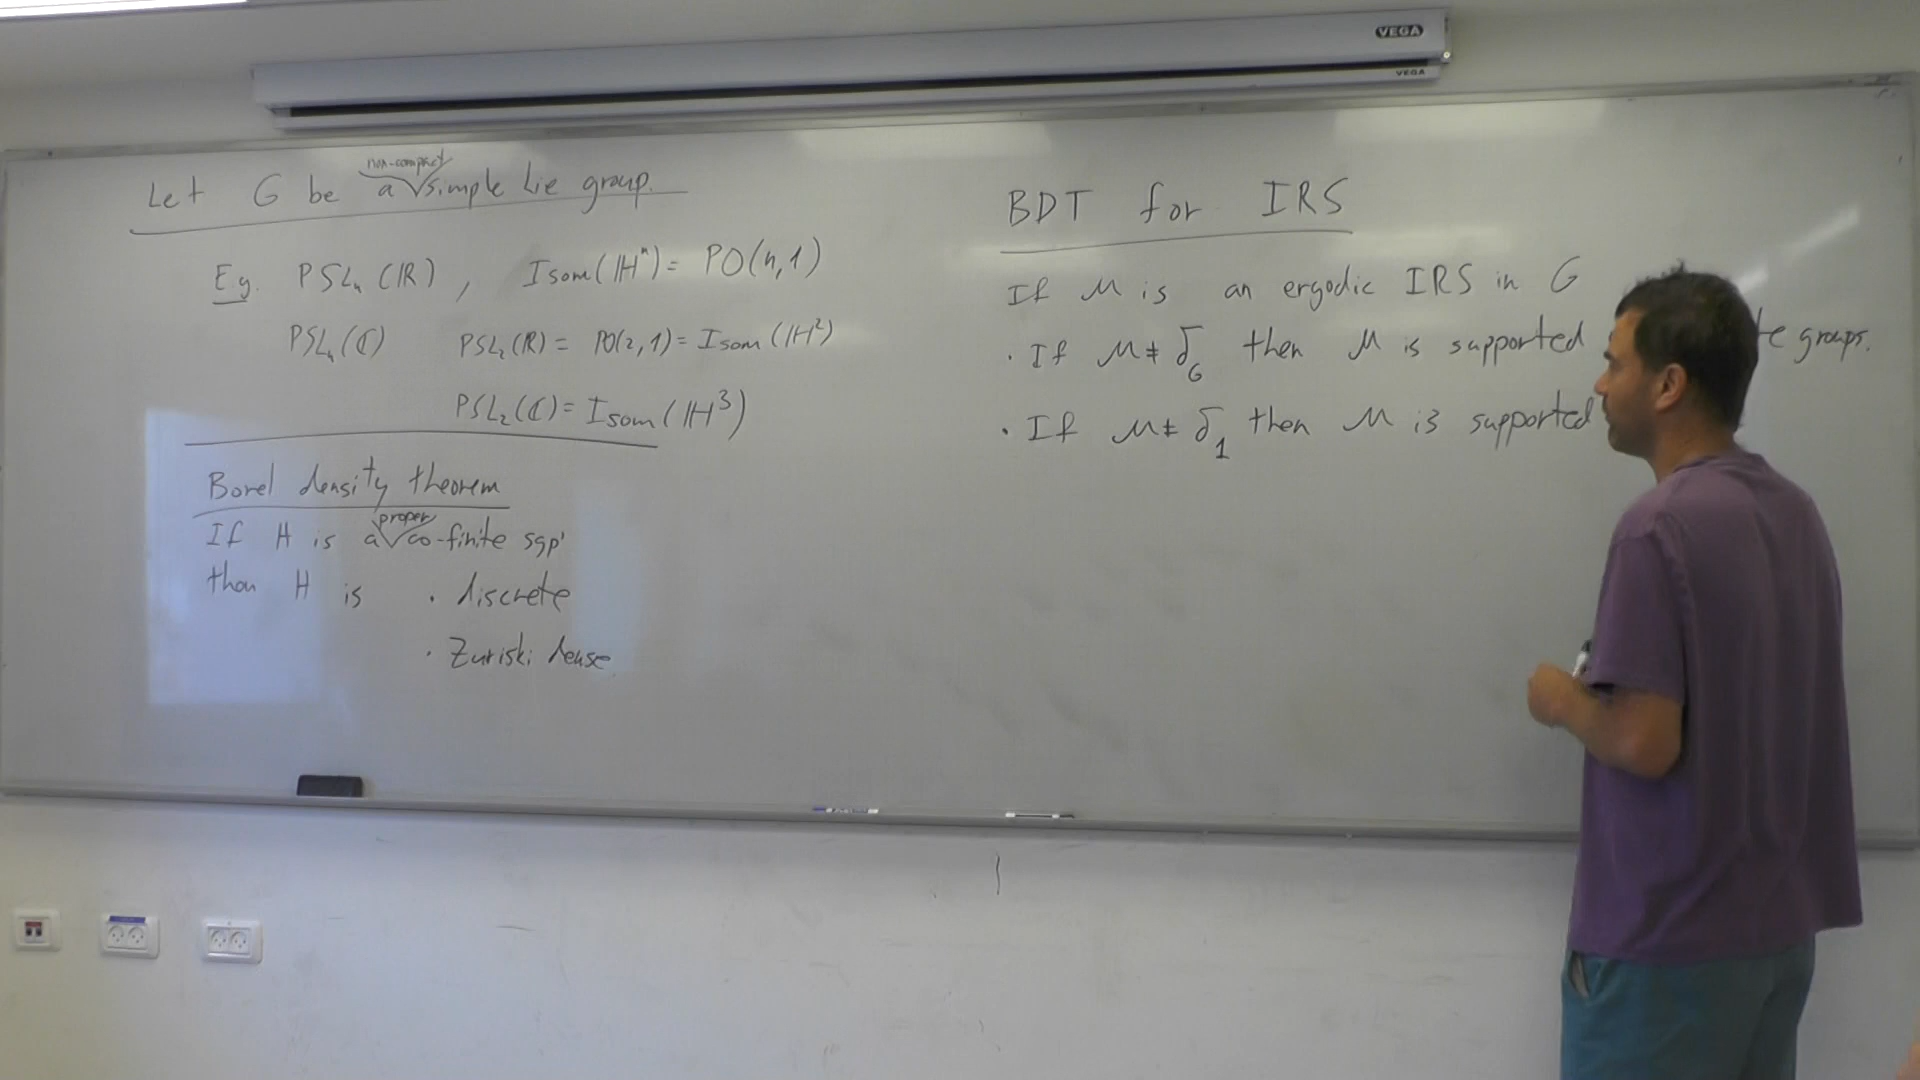 VEGA
VEGA
non-compact
Let G be a simple Lie group.
E.g. PSLₙ(ℝ), Isom(ℍⁿ) = PO(n,1)
PSLₙ(ℂ) PSL₂(ℝ) = PO(2,1) = Isom(ℍ²)
PSL₂(ℂ) = Isom(ℍ³)
Borel density theorem
proper
If H is a co-finite sgp'
then H is · discrete
· Zariski dense
BDT for IRS
If μ is an ergodic IRS in G
· If μ ≠ δ_G then μ is supported groups.
· If μ ≠ δ₁ then μ is supported